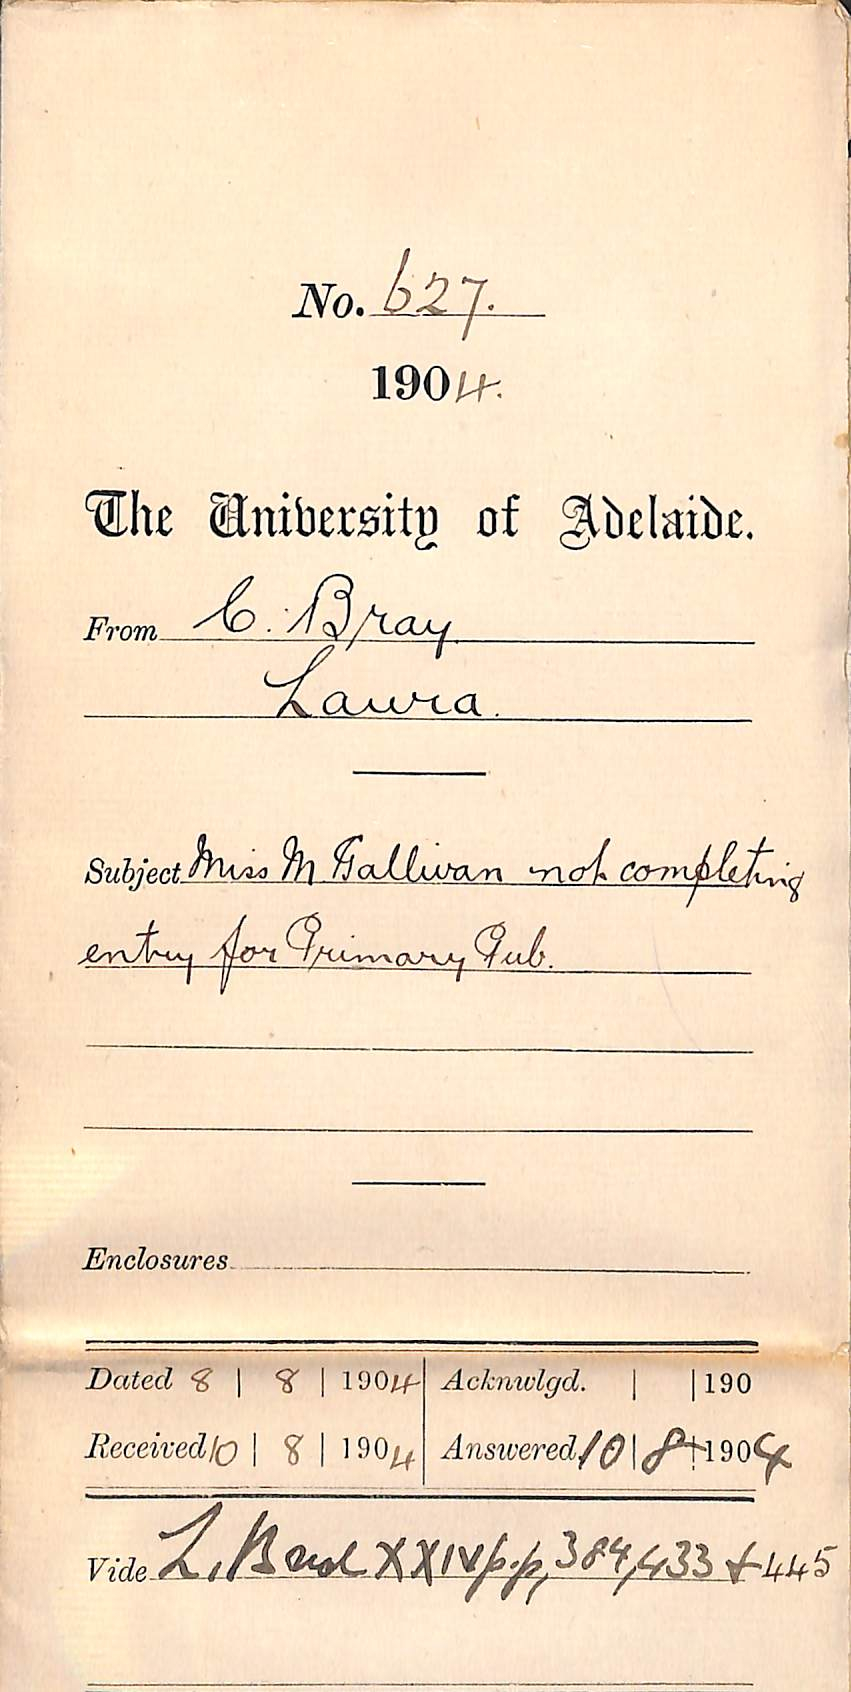 No. 627.
1904.
The University of Adelaide.
From C. Bray
Laura.
Subject Miss M Gallivan not completing
entry for Primary Pub.
Enclosures
Dated 8 | 8 | 1904 Acknwlgd. | | 190
Received 10 | 8 | 1904 Answered 10 | 8 | 1904
Vide L. Book XXIV p.p, 384, 433 & 445